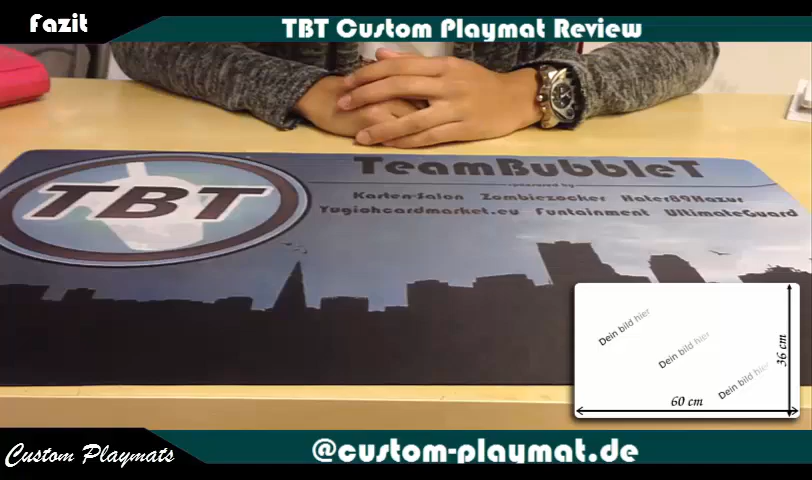 Fazit
TBT Custom Playmat Review
TeamBubbleT
sponsored by
TBT
Karten-Salon Zombiezocker Hater89Hazur
Yugiohcardmarket.eu Funtainment UltimateGuard
Dein bild hier
Dein bild hier
Dein bild hier
36 cm
60 cm
Custom Playmats
@custom-playmat.de